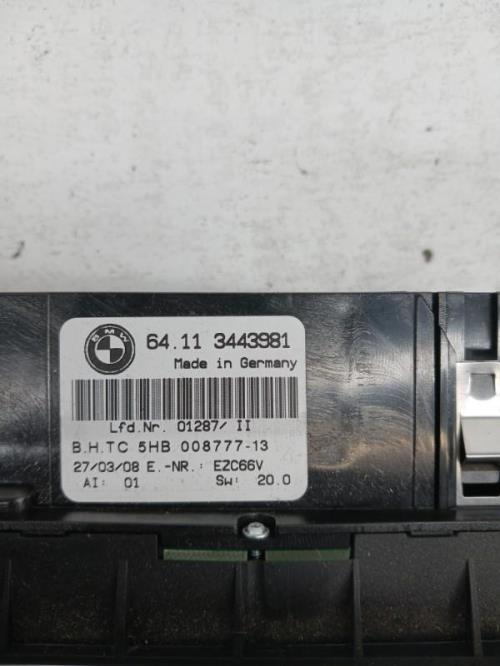 BMW
64.11 3443981
Made in Germany
Lfd.Nr. 01287/ II
B.H.TC 5HB 008777-13
27/03/08 E.-NR.: EZC66V
AI: 01 SW: 20.0